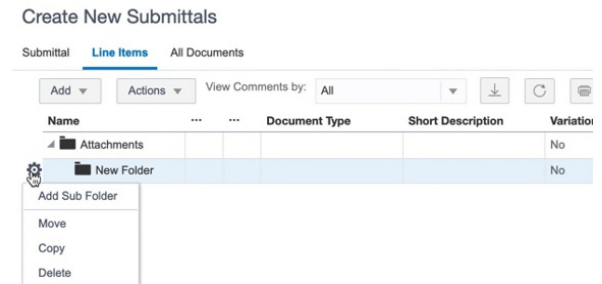 Create New Submittals
Submittal Line Items All Documents
Add Actions View Comments by: All
Name ... ... Document Type Short Description Variation
Attachments No
New Folder No
Add Sub Folder
Move
Copy
Delete